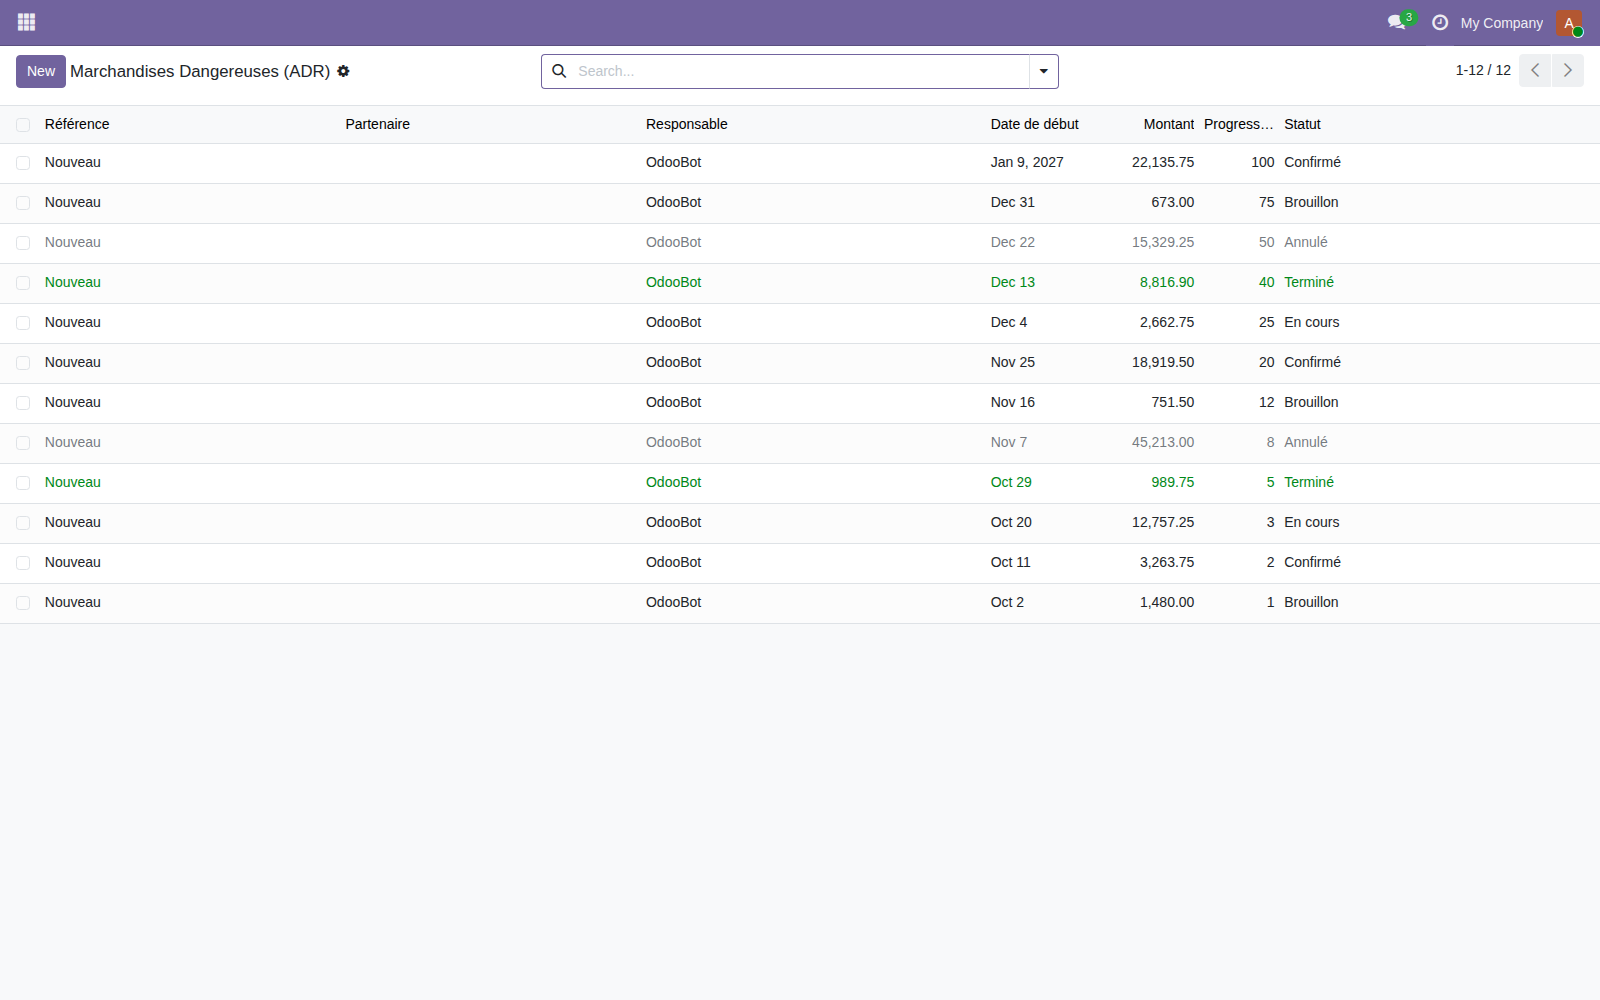 3 My Company A
New Marchandises Dangereuses (ADR) Search... 1-12 / 12
Référence Partenaire Responsable Date de début Montant Progress… Statut
Nouveau OdooBot Jan 9, 2027 22,135.75 100 Confirmé
Nouveau OdooBot Dec 31 673.00 75 Brouillon
Nouveau OdooBot Dec 22 15,329.25 50 Annulé
Nouveau OdooBot Dec 13 8,816.90 40 Terminé
Nouveau OdooBot Dec 4 2,662.75 25 En cours
Nouveau OdooBot Nov 25 18,919.50 20 Confirmé
Nouveau OdooBot Nov 16 751.50 12 Brouillon
Nouveau OdooBot Nov 7 45,213.00 8 Annulé
Nouveau OdooBot Oct 29 989.75 5 Terminé
Nouveau OdooBot Oct 20 12,757.25 3 En cours
Nouveau OdooBot Oct 11 3,263.75 2 Confirmé
Nouveau OdooBot Oct 2 1,480.00 1 Brouillon